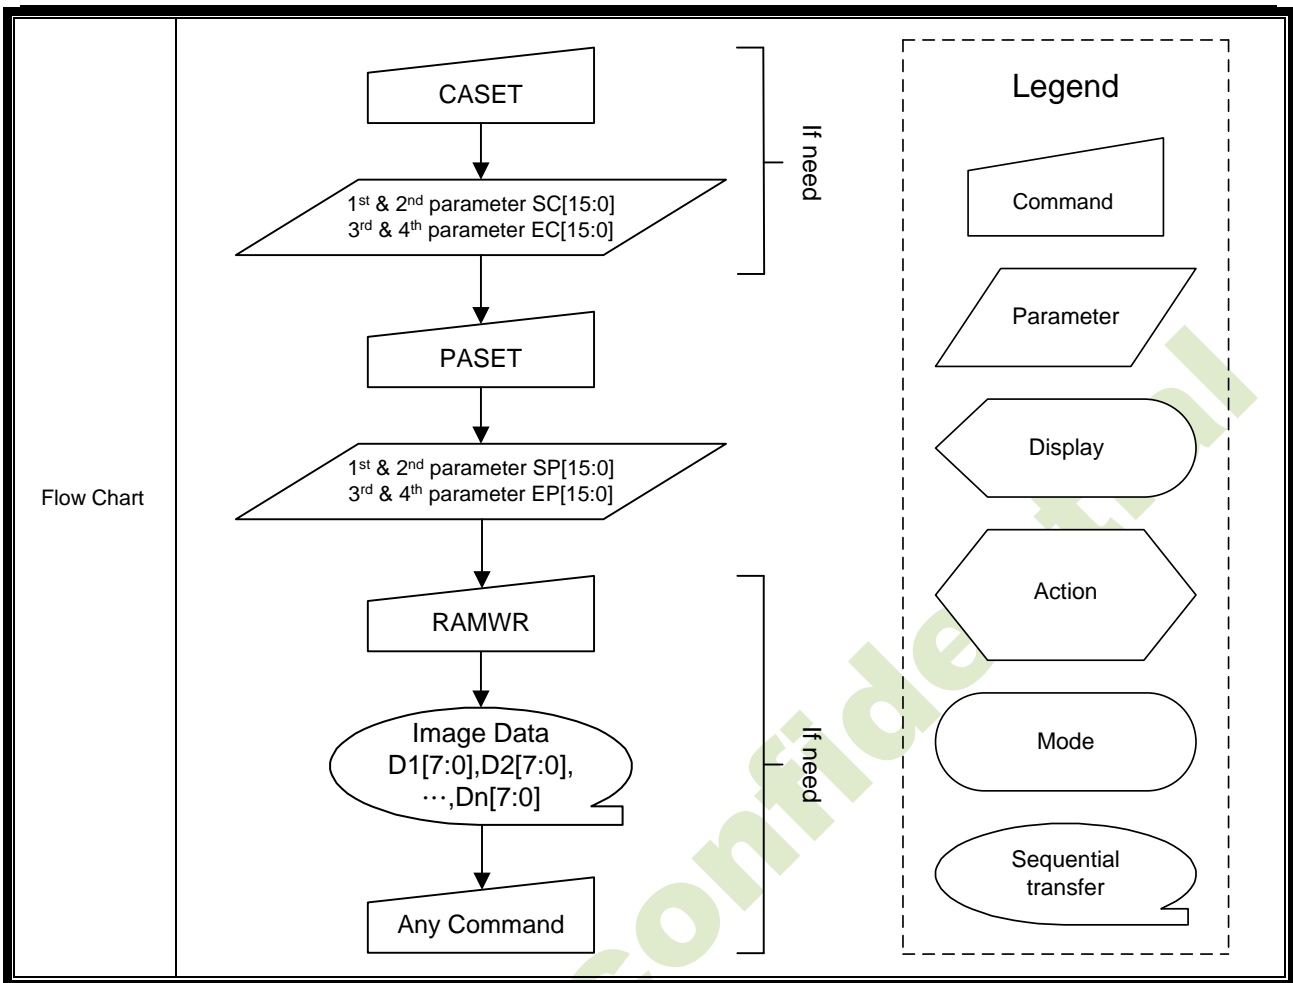 Flow Chart
CASET
1st & 2nd parameter SC[15:0]
3rd & 4th parameter EC[15:0]
If need
PASET
1st & 2nd parameter SP[15:0]
3rd & 4th parameter EP[15:0]
RAMWR
Image Data
D1[7:0],D2[7:0],
⋯,Dn[7:0]
Any Command
If need
Legend
Command
Parameter
Display
Action
Mode
Sequential
transfer